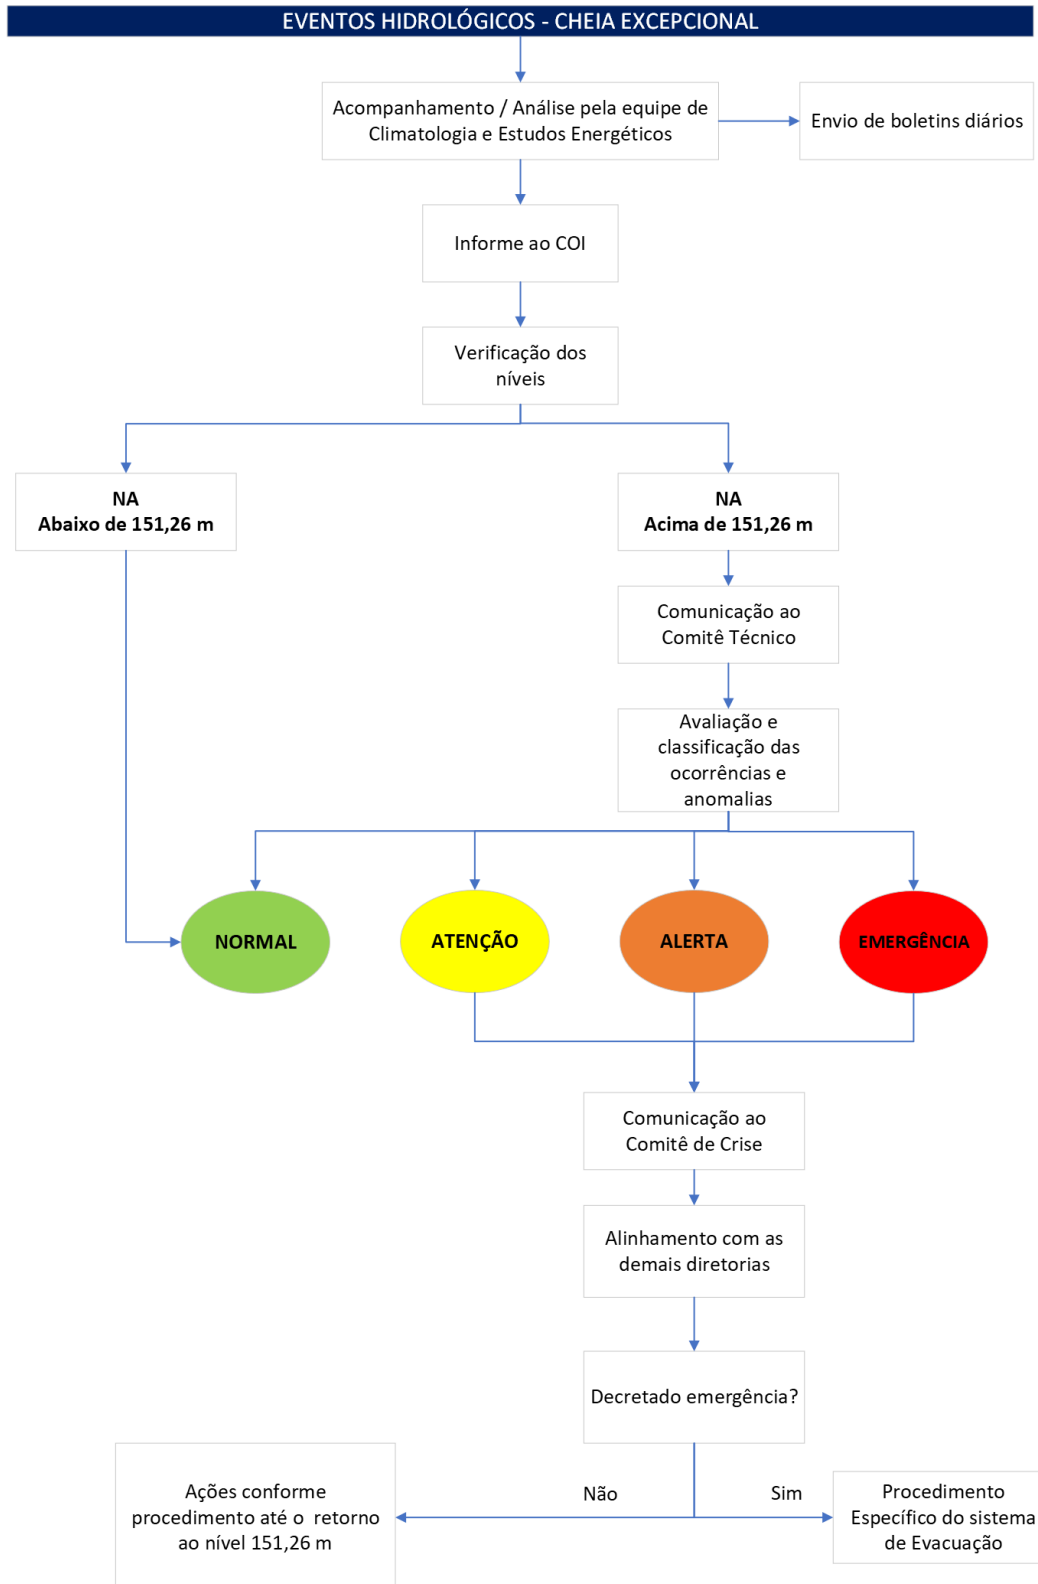 EVENTOS HIDROLÓGICOS - CHEIA EXCEPCIONAL
Acompanhamento / Análise pela equipe de
Climatologia e Estudos Energéticos
Envio de boletins diários
Informe ao COI
Verificação dos
níveis
NA
Abaixo de 151,26 m
NA
Acima de 151,26 m
Comunicação ao
Comitê Técnico
Avaliação e
classificação das
ocorrências e
anomalias
NORMAL
ATENÇÃO
ALERTA
EMERGÊNCIA
Comunicação ao
Comitê de Crise
Alinhamento com as
demais diretorias
Decretado emergência?
Não
Sim
Ações conforme
procedimento até o retorno
ao nível 151,26 m
Procedimento
Específico do sistema
de Evacuação